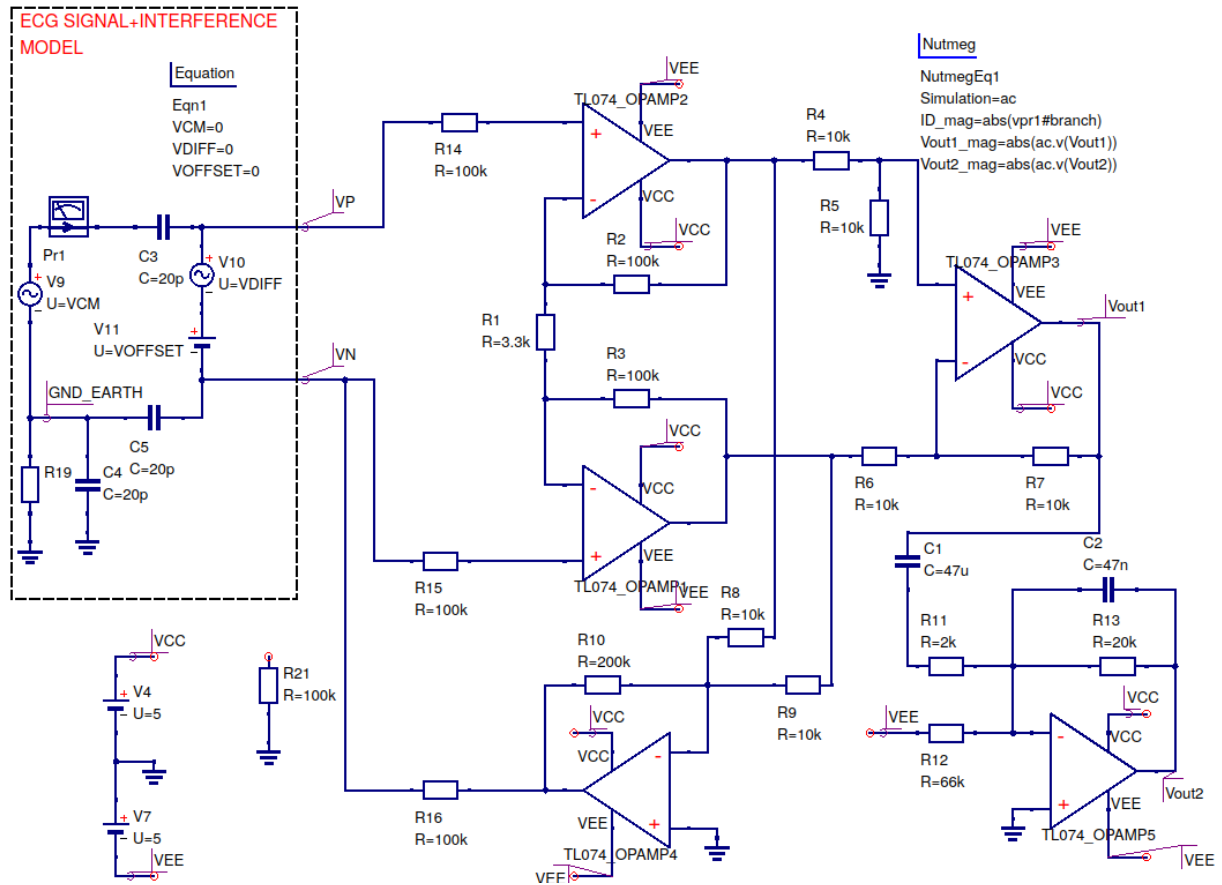 ECG SIGNAL+INTERFERENCE
MODEL
Equation
Eqn1
VCM=0
VDIFF=0
VOFFSET=0
Nutmeg
NutmegEq1
Simulation=ac
ID_mag=abs(vpr1#branch)
Vout1_mag=abs(ac.v(Vout1))
Vout2_mag=abs(ac.v(Vout2))
Pr1
V9
U=VCM
+
-
C3
C=20p
V10
U=VDIFF
+
-
V11
U=VOFFSET
+
-
GND_EARTH
C5
C=20p
C4
C=20p
R19
VP
VN
R14
R=100k
R15
R=100k
TL074_OPAMP2
VEE
VEE
VCC
VCC
+
-
R2
R=100k
R1
R=3.3k
R3
R=100k
TL074_OPAMP1
VCC
VCC
VEE
VEE
-
+
R4
R=10k
R5
R=10k
TL074_OPAMP3
VEE
VEE
VCC
VCC
+
-
Vout1
R6
R=10k
R7
R=10k
R8
R=10k
R9
R=10k
R10
R=200k
R16
R=100k
TL074_OPAMP4
VCC
VCC
VEE
VEE
-
+
C1
C=47u
C2
C=47n
R11
R=2k
R13
R=20k
VEE
R12
R=66k
TL074_OPAMP5
VCC
VCC
VEE
VEE
-
+
Vout2
VCC
V4
U=5
+
-
V7
U=5
+
-
VEE
R21
R=100k